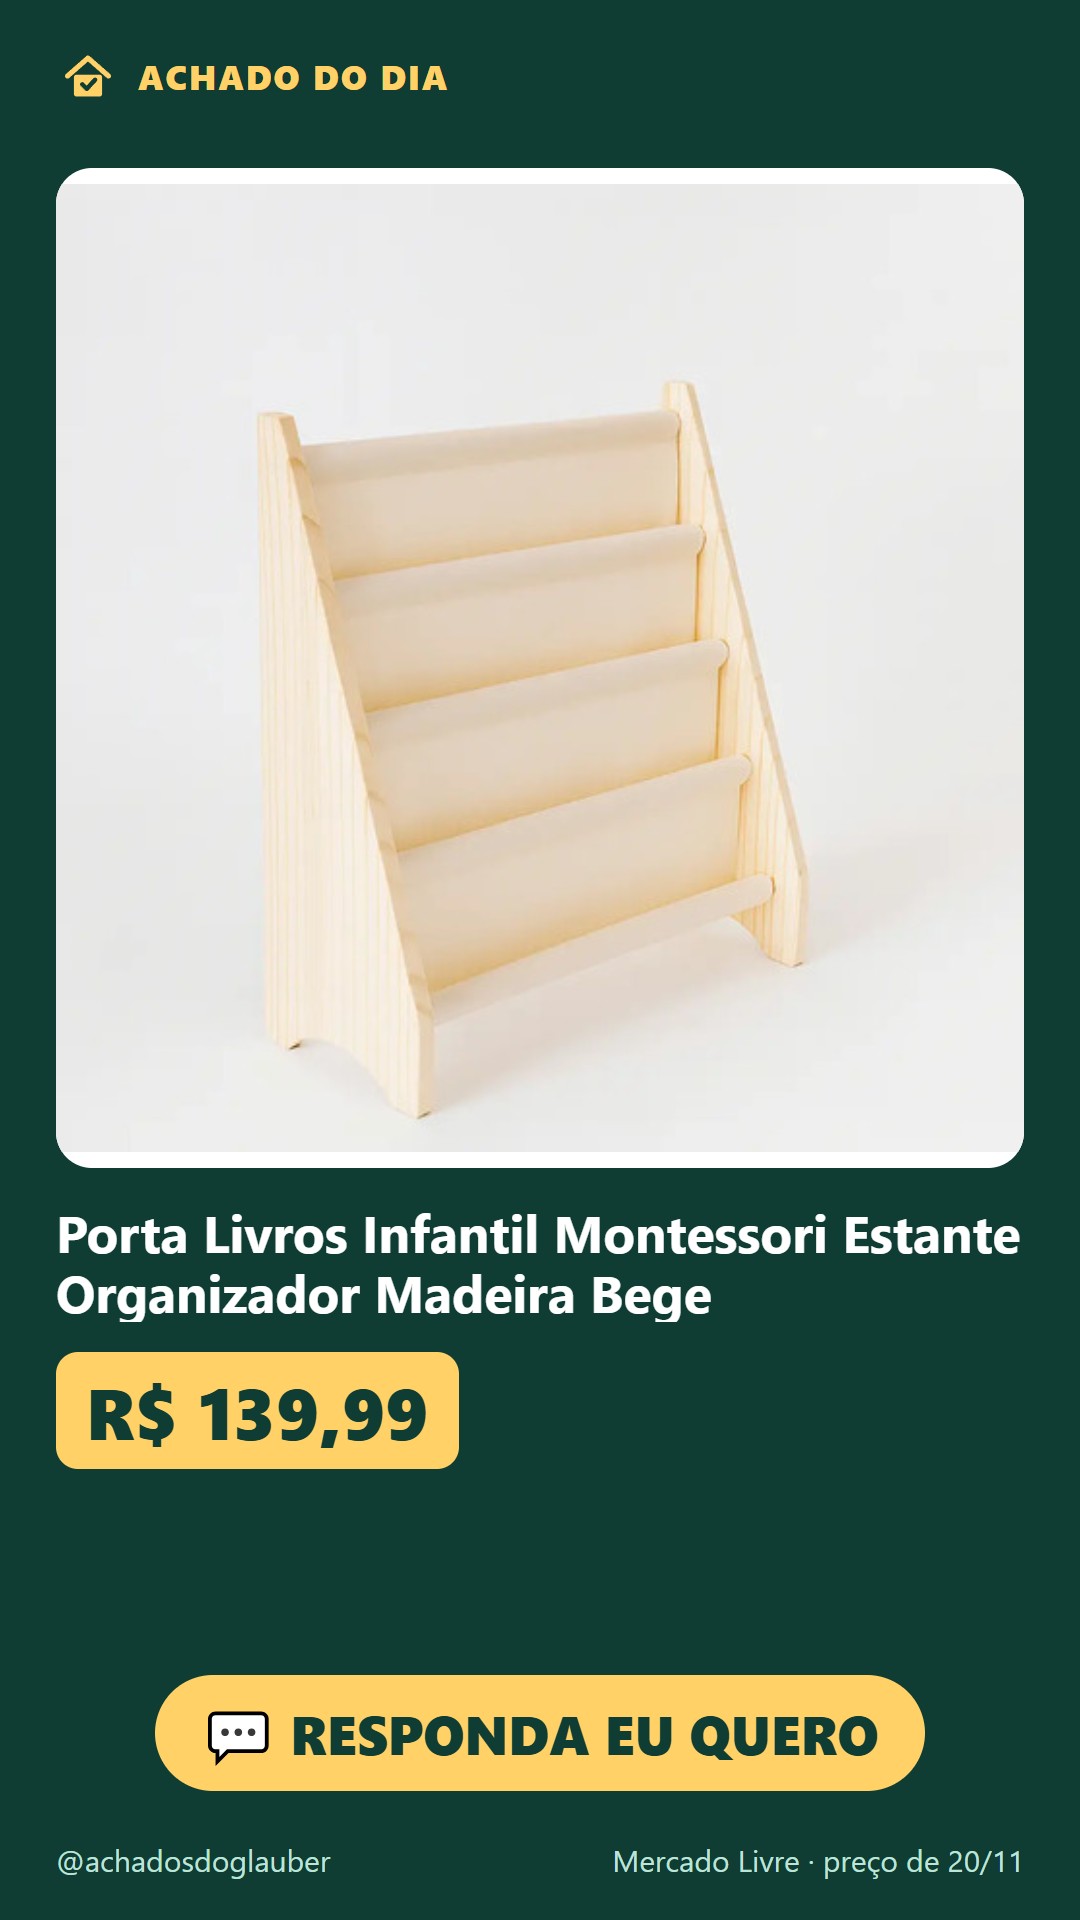 ACHADO DO DIA
Porta Livros Infantil Montessori Estante
Organizador Madeira Bege
R$ 139,99
💬 RESPONDA EU QUERO
@achadosdoglauber
Mercado Livre · preço de 20/11